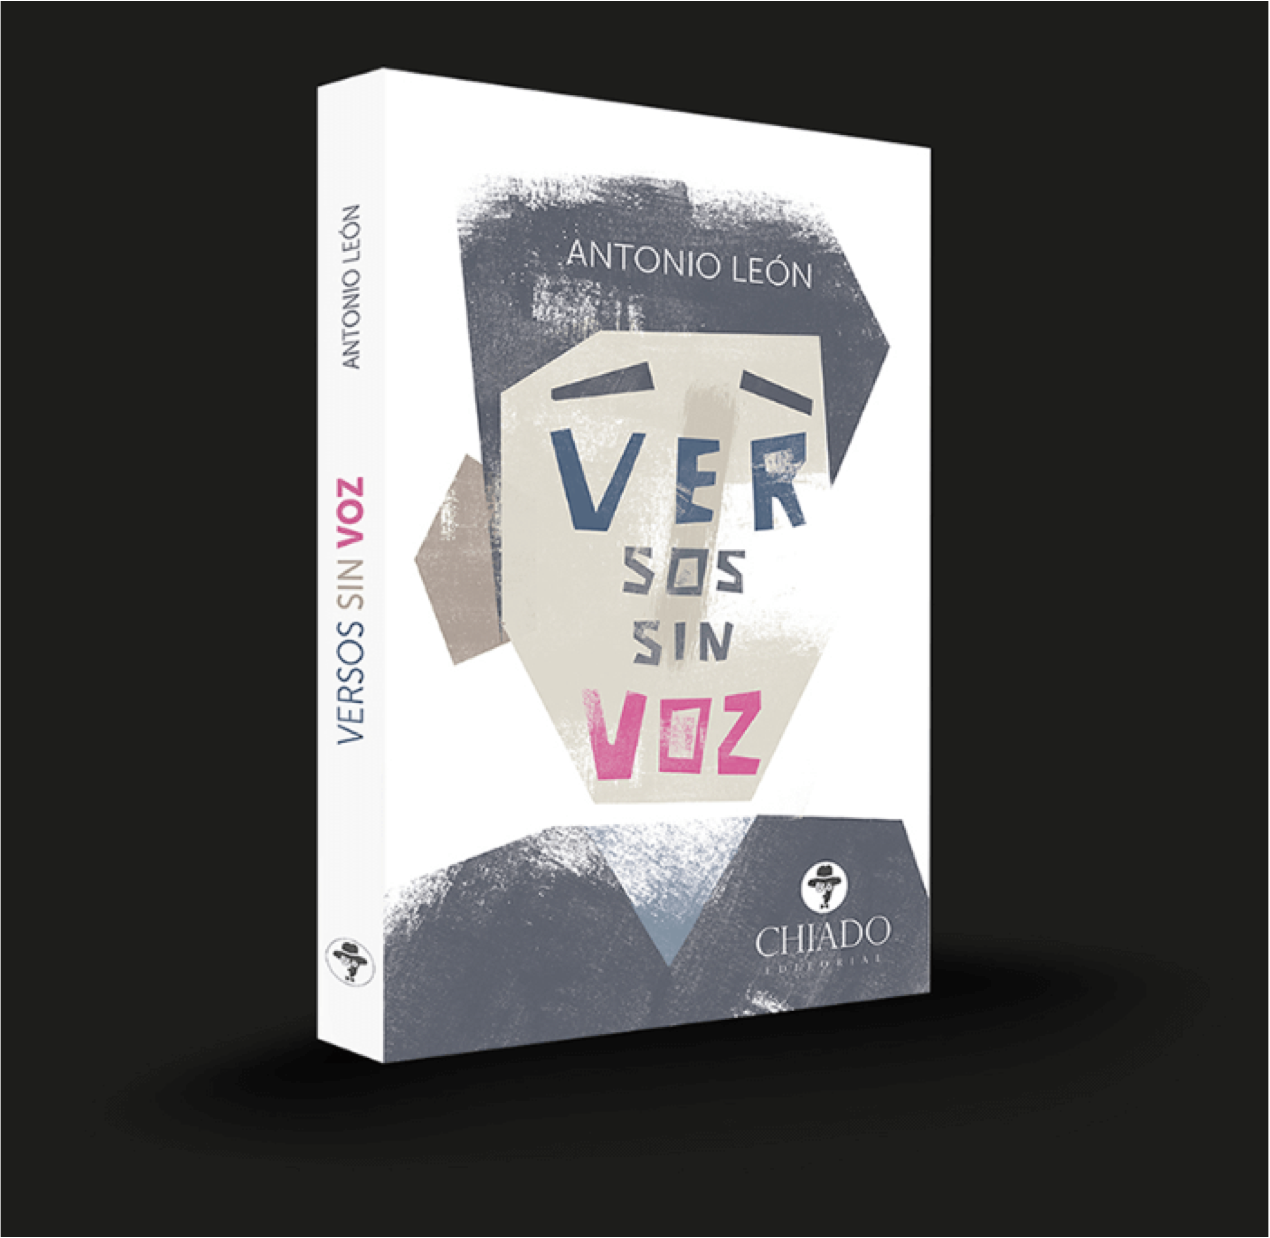 ANTONIO LEÓN
VER
SOS
SIN
VOZ
CHIADO
EDITORIAL
ANTONIO LEÓN
VERSOS SIN VOZ